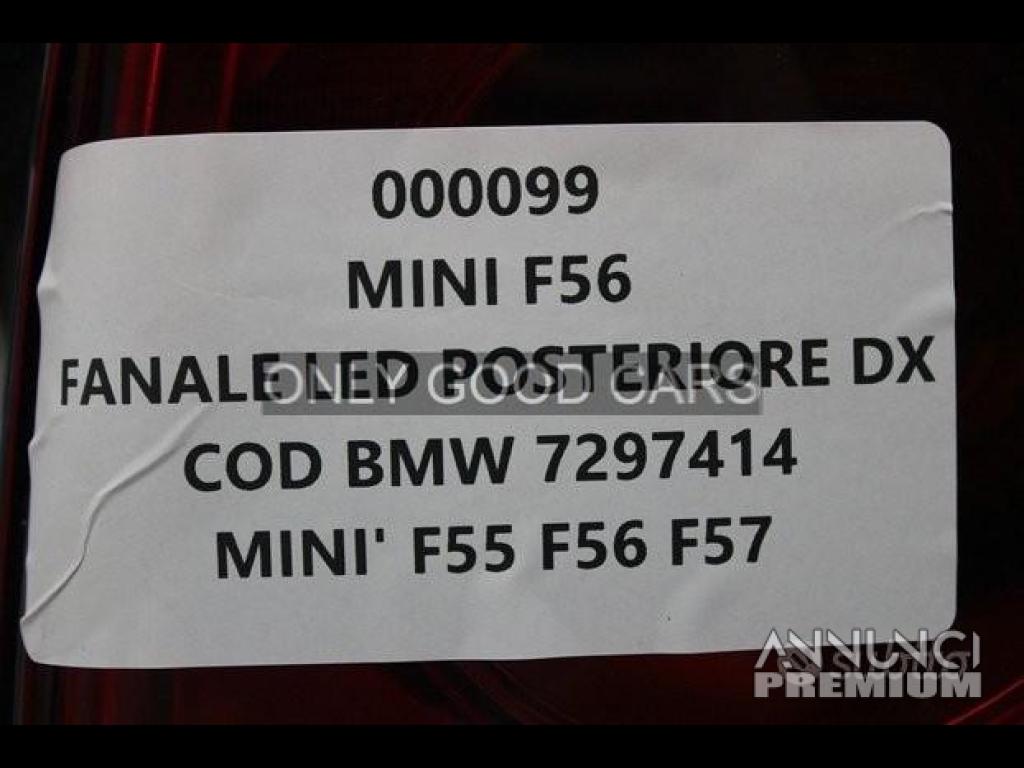 000099
MINI F56
FANALE LED POSTERIORE DX
ONLY GOOD CARS
COD BMW 7297414
MINI' F55 F56 F57
ANNUNCI
PREMIUM